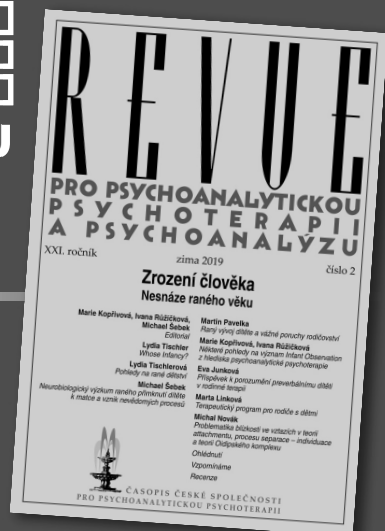 REVUE
PRO PSYCHOANALYTICKOU
PSYCHOTERAPII
A PSYCHOANALÝZU
XXI. ročník
zima 2019
číslo 2
Zrození člověka
Nesnáze raného věku
Marie Kopřivová, Ivana Růžičková,
Michael Šebek
Editorial
Lydia Tischler
Whose Infancy?
Lydia Tischlerová
Pohledy na rané dětství
Michael Šebek
Neurobiologický výzkum raného přimknutí dítěte
k matce a vznik nevědomých procesů
Martin Pavelka
Raný vývoj dítěte a vážné poruchy rodičovství
Marie Kopřivová, Ivana Růžičková
Některé pohledy na význam Infant Observation
z hlediska psychoanalytické psychoterapie
Eva Junková
Příspěvek k porozumění preverbálnímu dítěti
v rodinné terapii
Marta Linková
Terapeutický program pro rodiče s dětmi
Michal Novák
Problematika blízkosti ve vztazích v teorii
attachmentu, procesu separace – individuace
a teorii Oidipského komplexu
Ohlédnutí
Vzpomínáme
Recenze
ČASOPIS ČESKÉ SPOLEČNOSTI
PRO PSYCHOANALYTICKOU PSYCHOTERAPII